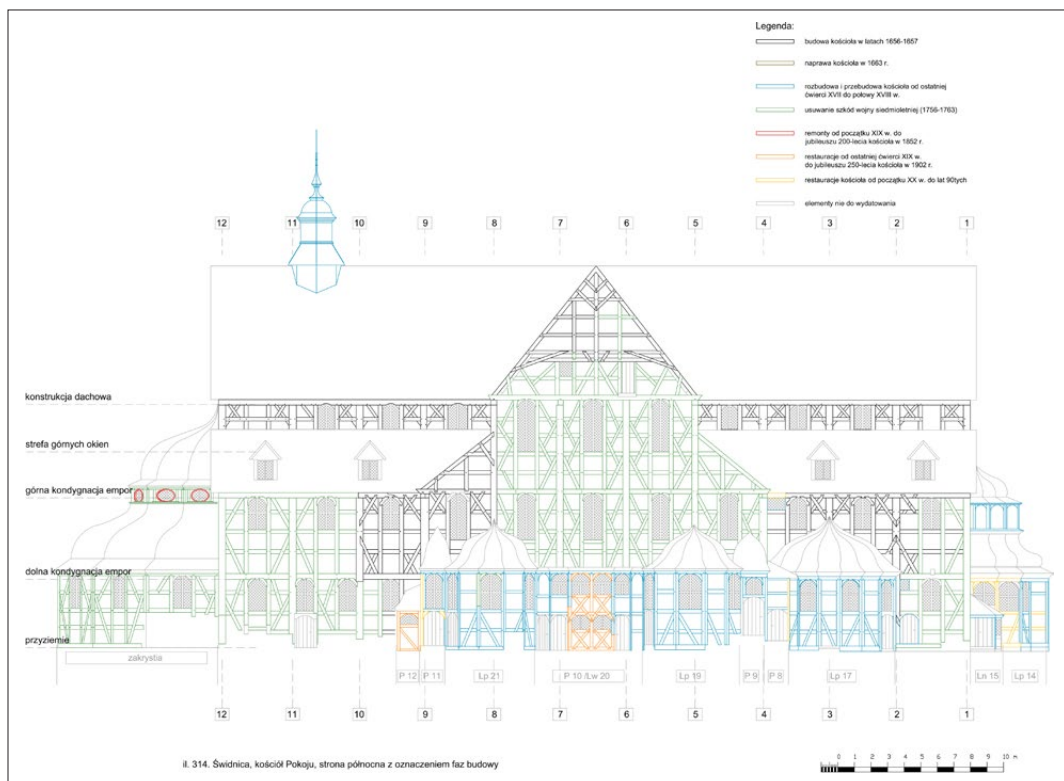 Legenda:
budowa kościoła w latach 1656-1657
naprawa kościoła w 1663 r.
rozbudowa i przebudowa kościoła od ostatniej
ćwierci XVII do połowy XVIII w.
usuwanie szkód wojny siedmioletniej (1756-1763)
remonty od początku XIX w. do
jubileuszu 200-lecia kościoła w 1852 r.
restauracje od ostatniej ćwierci XIX w.
do jubileuszu 250-lecia kościoła w 1902 r.
restauracje kościoła od początku XX w. do lat 90tych
elementy nie do wydatowania
12 11 10 9 8 7 6 5 4 3 2 1
konstrukcja dachowa
strefa górnych okien
górna kondygnacja empor
dolna kondygnacja empor
przyziemie
zakrystia P 12 P 11 Lp 21 P 10 /Lw 20 Lp 19 P 9 P 8 Lp 17 Ln 15 Lp 14
12 11 10 9 8 7 6 5 4 3 2 1
il. 314. Świdnica, kościół Pokoju, strona północna z oznaczeniem faz budowy
0 1 2 3 4 5 6 7 8 9 10 m